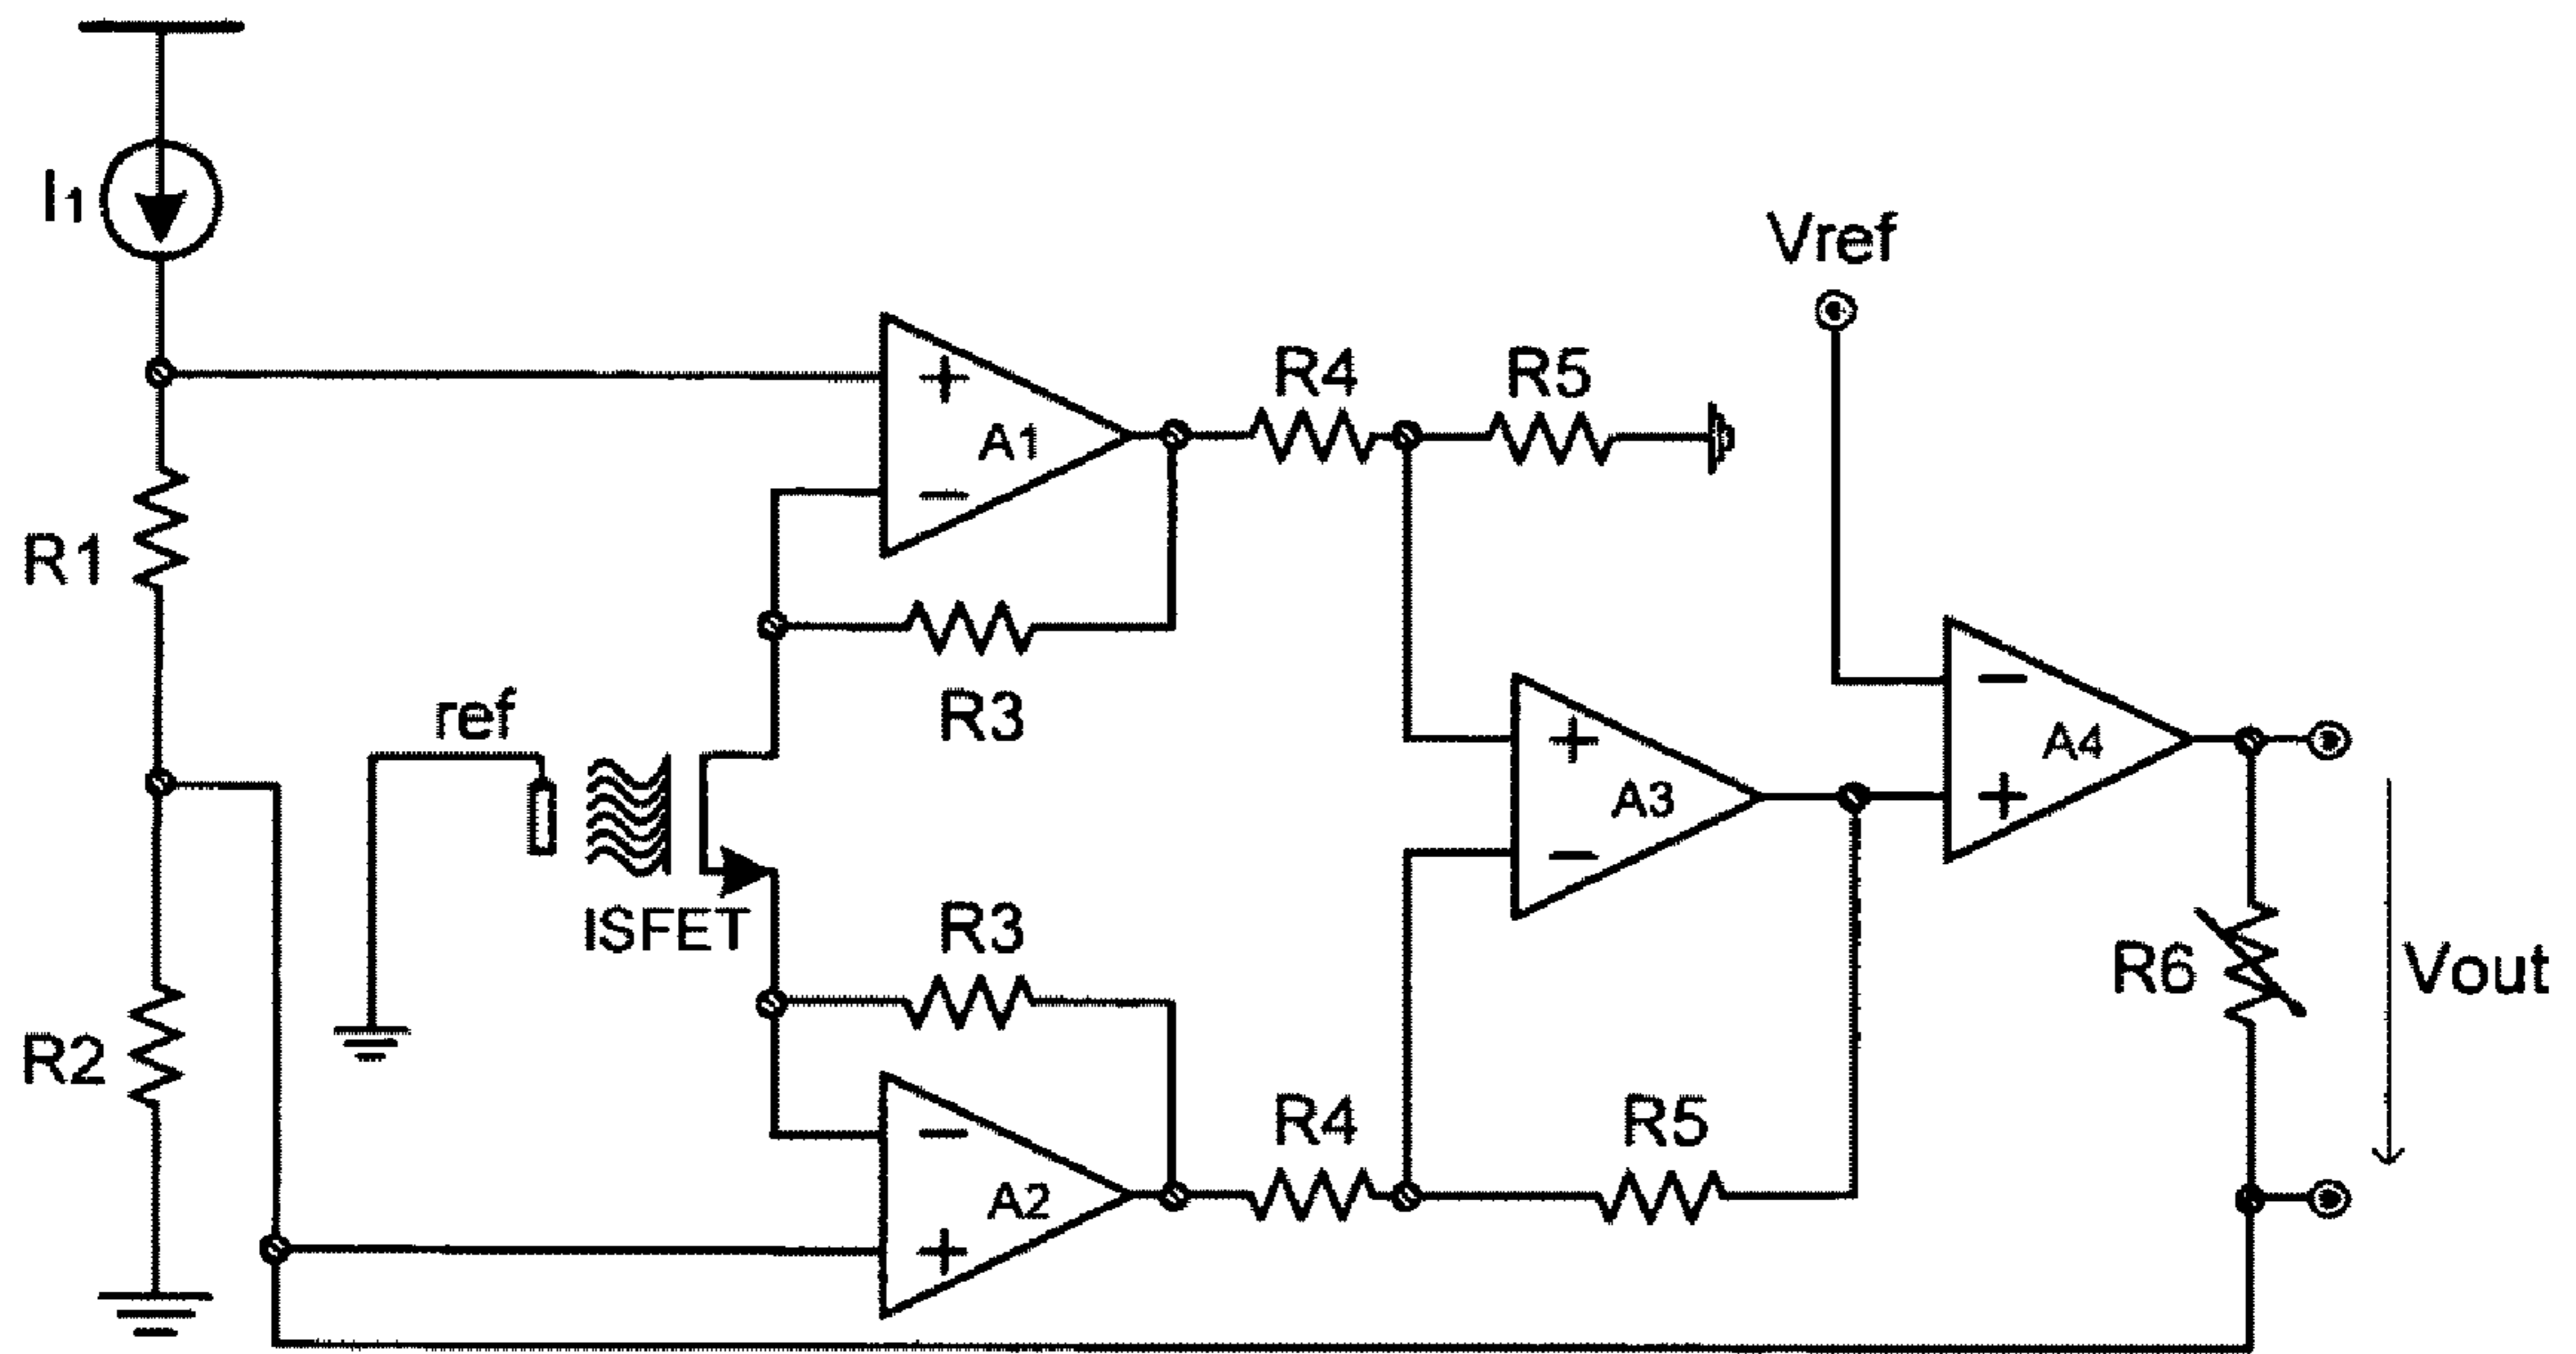 I1
R1
R2
ref
ISFET
+
A1
−
R3
R3
−
A2
+
R4
R5
R4
R5
+
A3
−
Vref
−
A4
+
R6
Vout